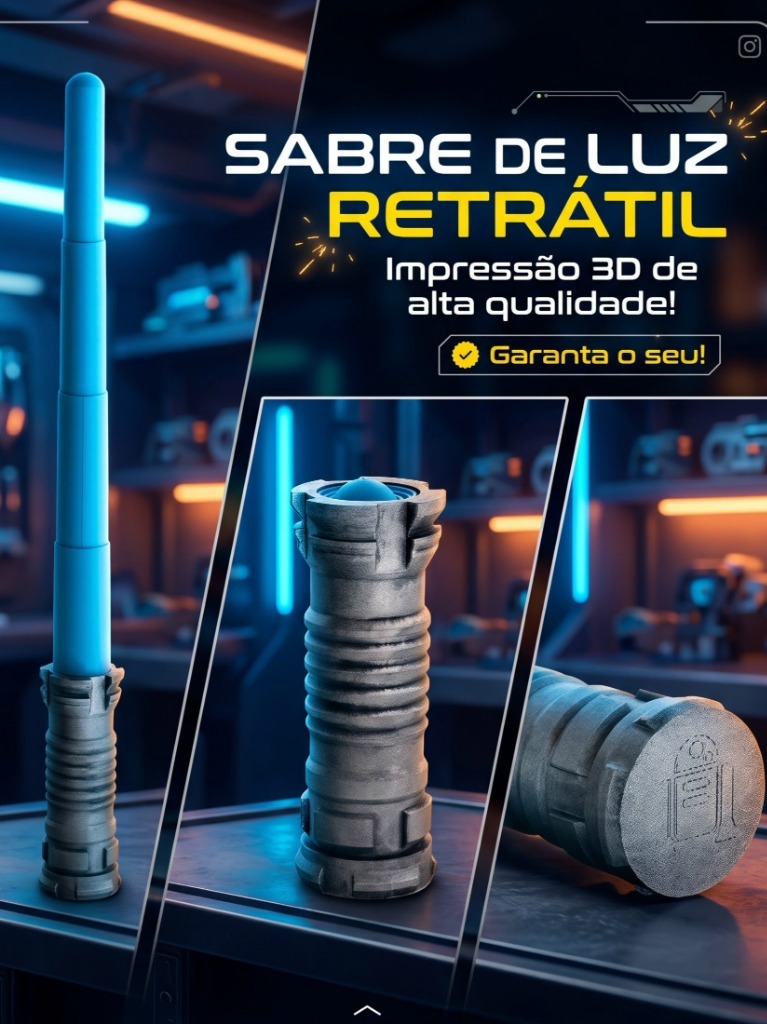 SABRE DE LUZ
RETRÁTIL
Impressão 3D de
alta qualidade!
Garanta o seu!